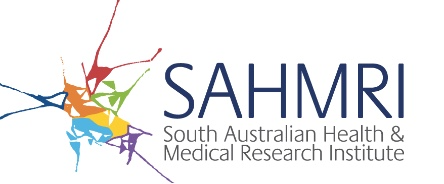 SAHMRI
South Australian Health &
Medical Research Institute